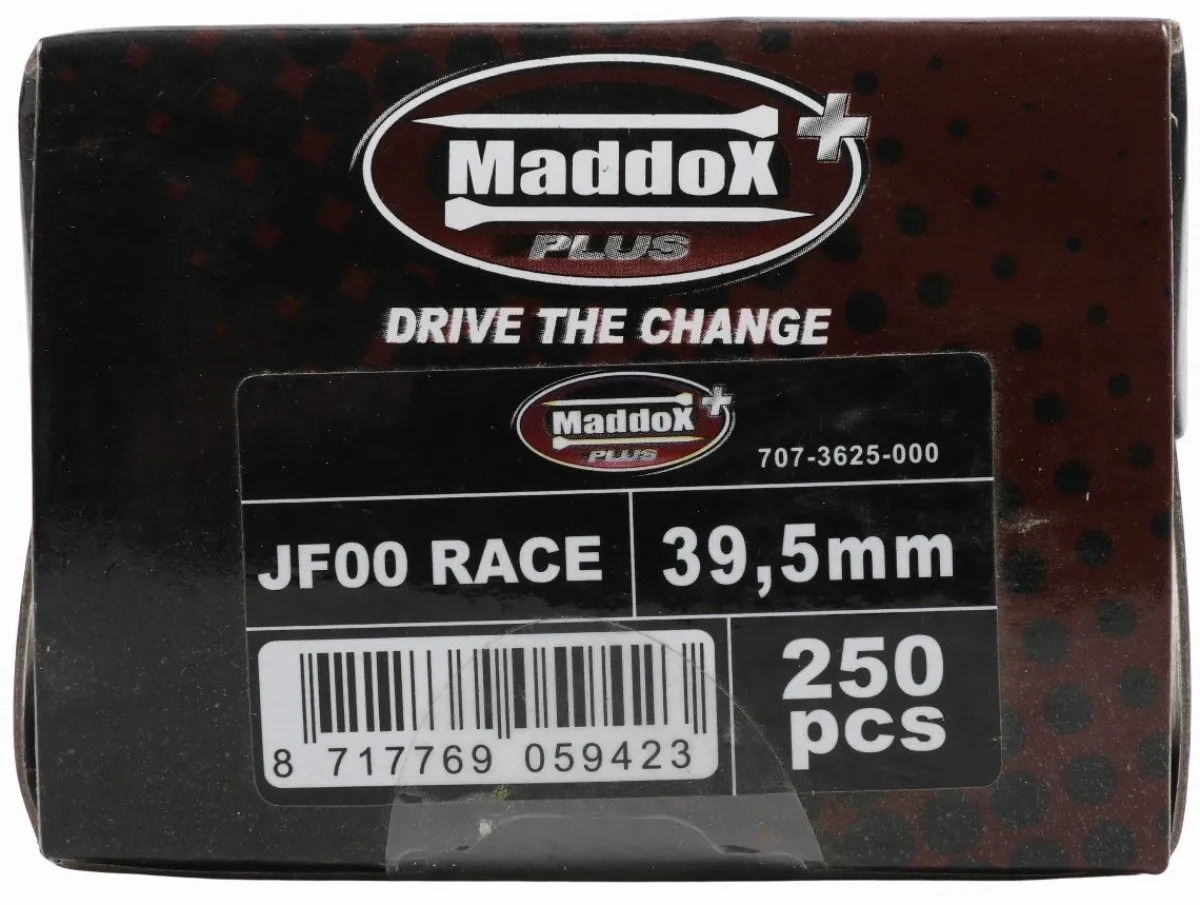 MaddoX+
PLUS
DRIVE THE CHANGE
MaddoX+
PLUS
707-3625-000
JF00 RACE
39,5mm
250
pcs
8 717769 059423